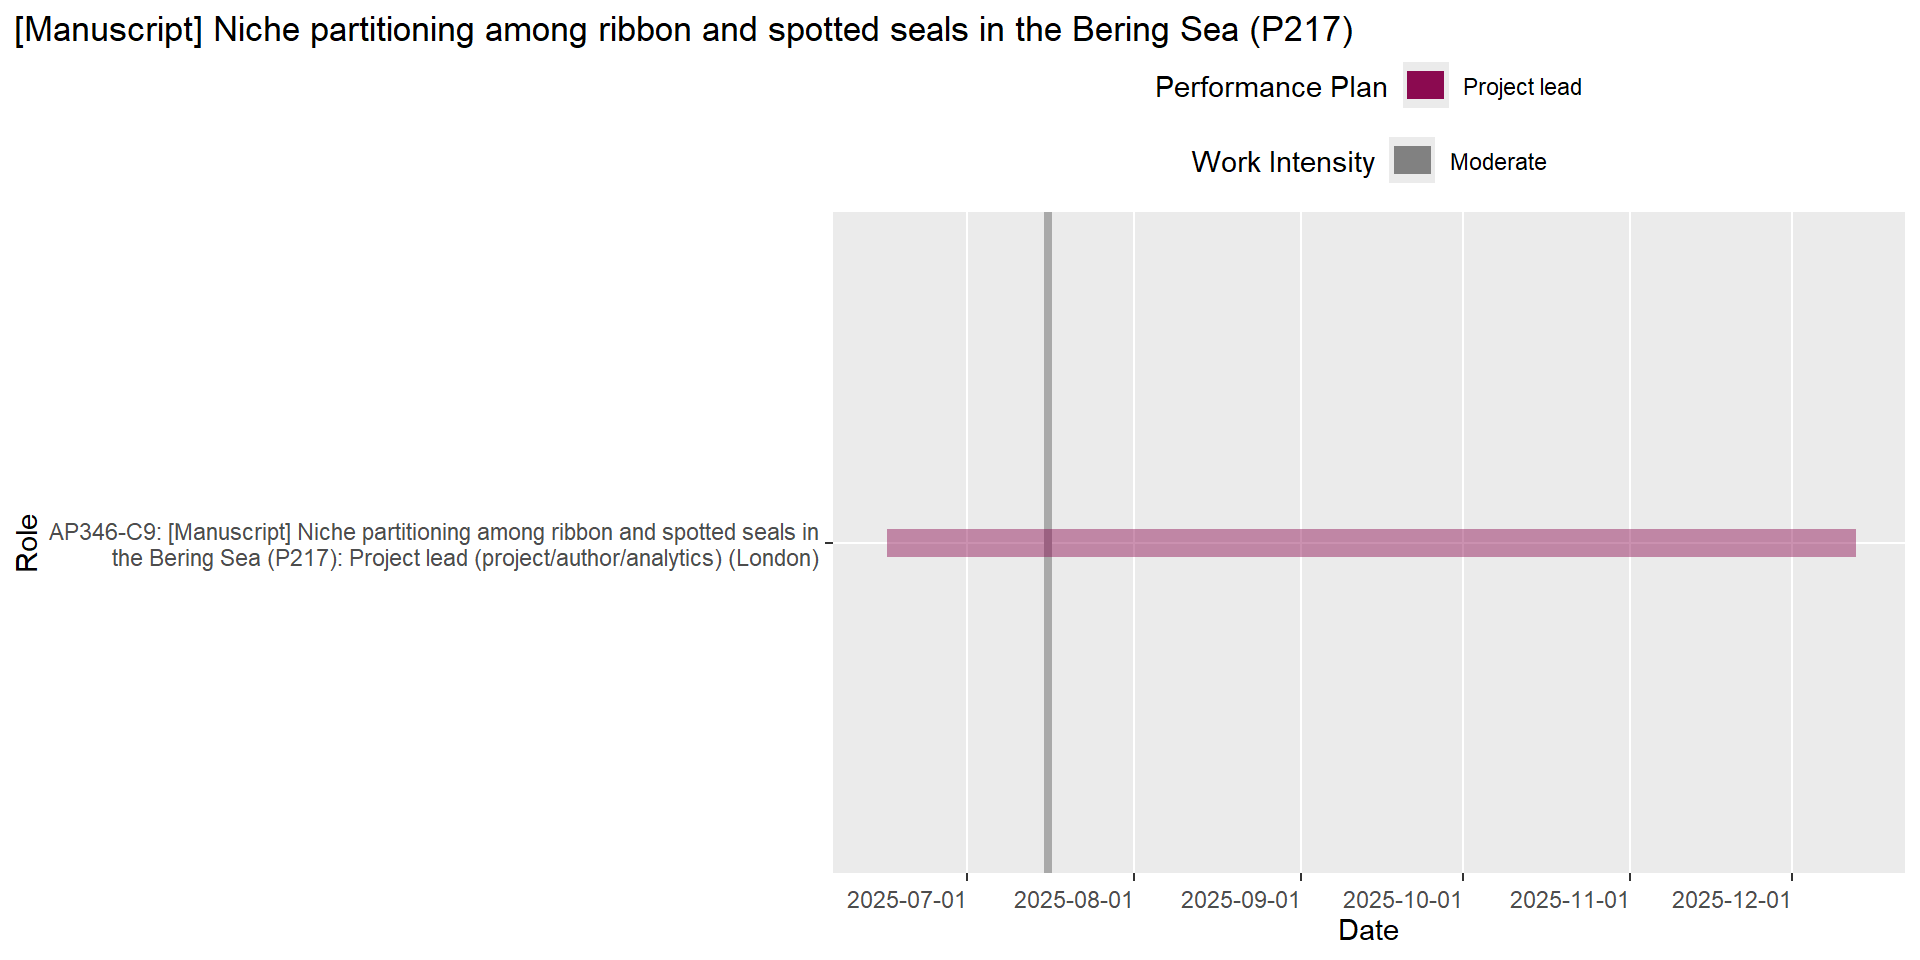 [Manuscript] Niche partitioning among ribbon and spotted seals in the Bering Sea (P217)
Performance Plan Project lead
Work Intensity Moderate
Role
AP346-C9: [Manuscript] Niche partitioning among ribbon and spotted seals in
the Bering Sea (P217): Project lead (project/author/analytics) (London)
2025-07-01 2025-08-01 2025-09-01 2025-10-01 2025-11-01 2025-12-01
Date